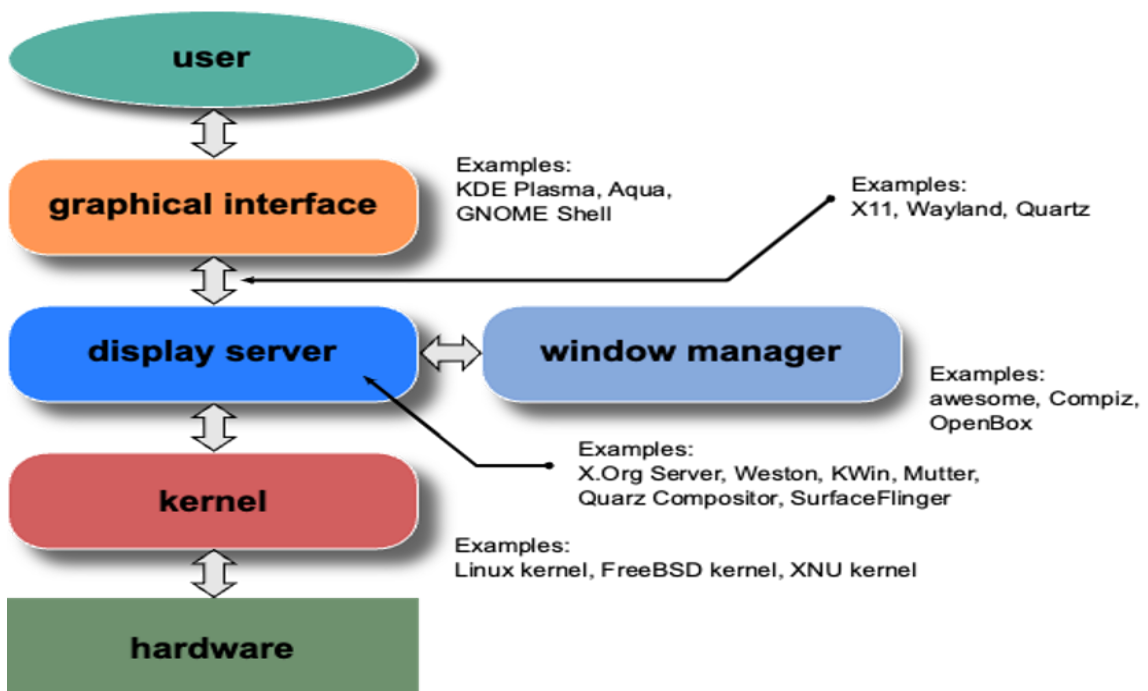 user
graphical interface
Examples:
KDE Plasma, Aqua,
GNOME Shell
Examples:
X11, Wayland, Quartz
display server
window manager
Examples:
awesome, Compiz,
OpenBox
Examples:
X.Org Server, Weston, KWin, Mutter,
Quarz Compositor, SurfaceFlinger
kernel
Examples:
Linux kernel, FreeBSD kernel, XNU kernel
hardware